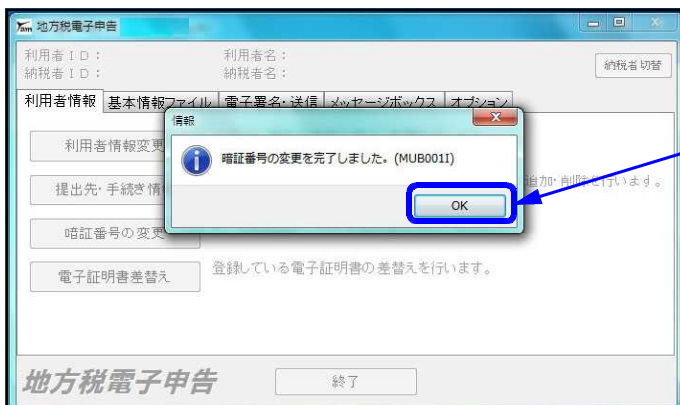 地方税電子申告
利用者ID： 利用者名：
納税者ID： 納税者名：
納税者切替
利用者情報 基本情報ファイル 電子署名・送信 メッセージボックス オプション
情報
利用者情報変更
暗証番号の変更を完了しました。(MUB001I)
提出先・手続き情
追加・削除を行います。
OK
暗証番号の変更
電子証明書差替え
登録している電子証明書の差替えを行います。
地方税電子申告
終了